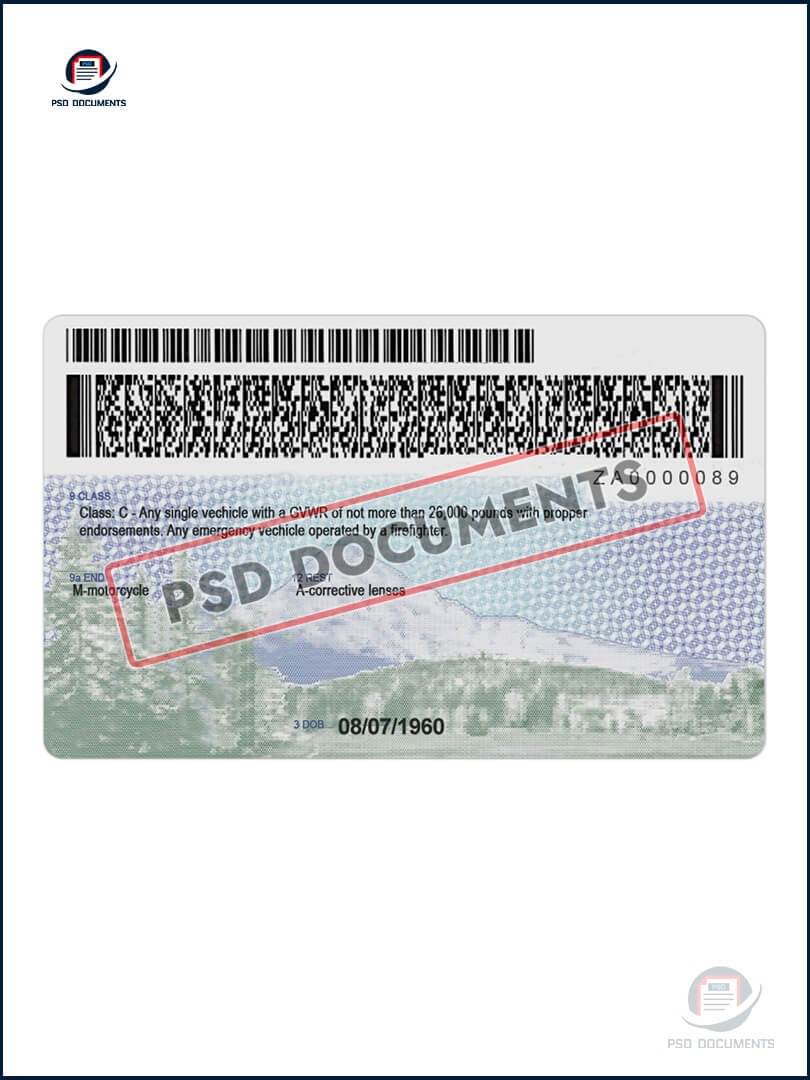 PSD
PSD DOCUMENTS
ZA0000089
9 CLASS
Class: C - Any single vechicle with a GVWR of not more than 26,000 pounds with propper
endorsements. Any emergency vechicle operated by a firefighter.
9a END
12 REST
M-motorcycle
A-corrective lenses
PSD DOCUMENTS
3 DOB 08/07/1960
PSD
PSD DOCUMENTS